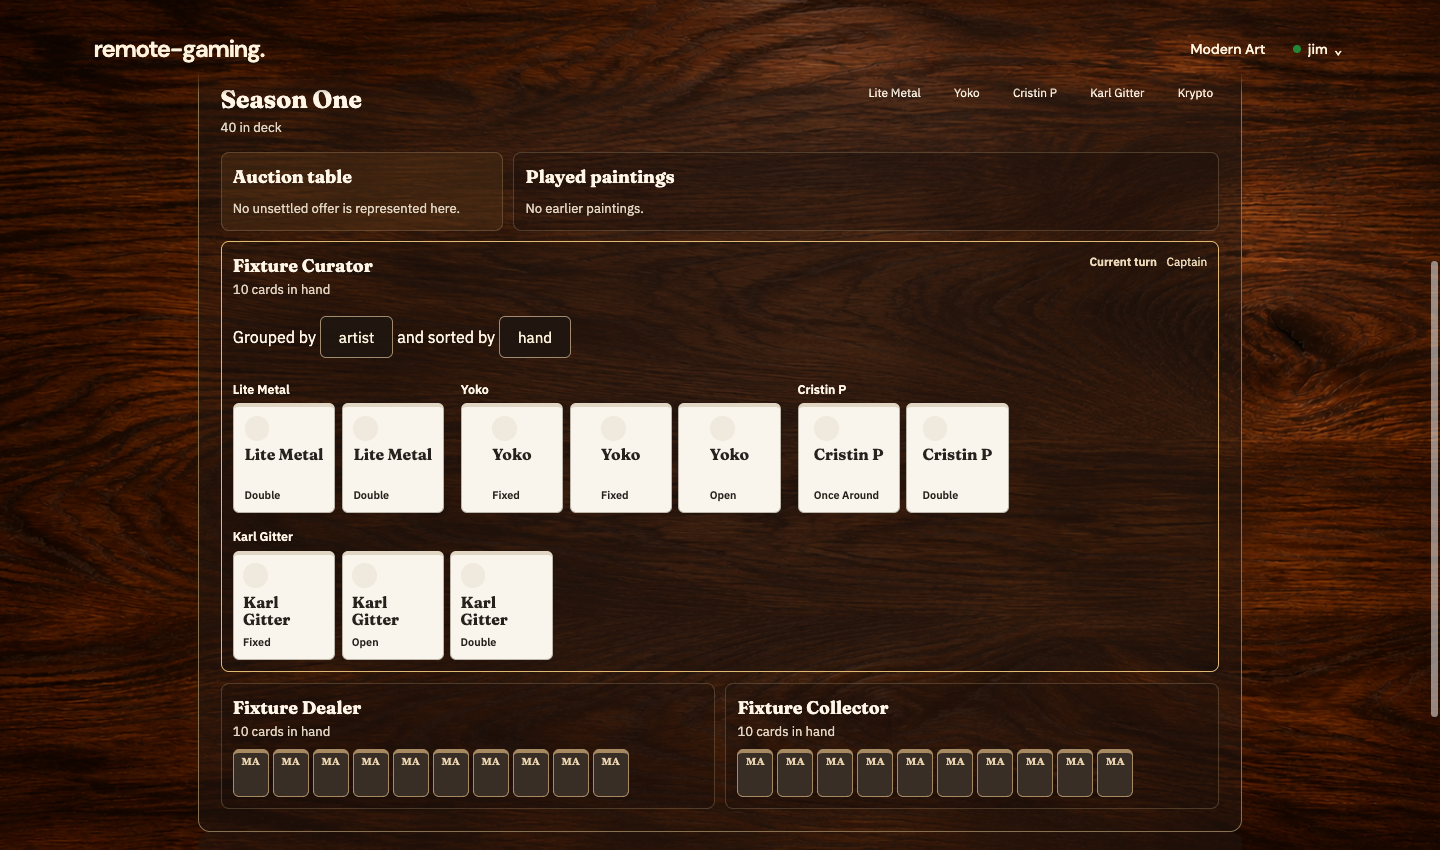 remote-gaming.
Modern Art
jim
Season One
Lite Metal Yoko Cristin P Karl Gitter Krypto
40 in deck
Auction table
No unsettled offer is represented here.
Played paintings
No earlier paintings.
Fixture Curator
Current turn Captain
10 cards in hand
Grouped by artist and sorted by hand
Lite Metal
Lite Metal
Double
Lite Metal
Double
Yoko
Yoko
Fixed
Yoko
Fixed
Yoko
Open
Cristin P
Cristin P
Once Around
Cristin P
Double
Karl Gitter
Karl
Gitter
Fixed
Karl
Gitter
Open
Karl
Gitter
Double
Fixture Dealer
10 cards in hand
MA MA MA MA MA MA MA MA MA MA
Fixture Collector
10 cards in hand
MA MA MA MA MA MA MA MA MA MA